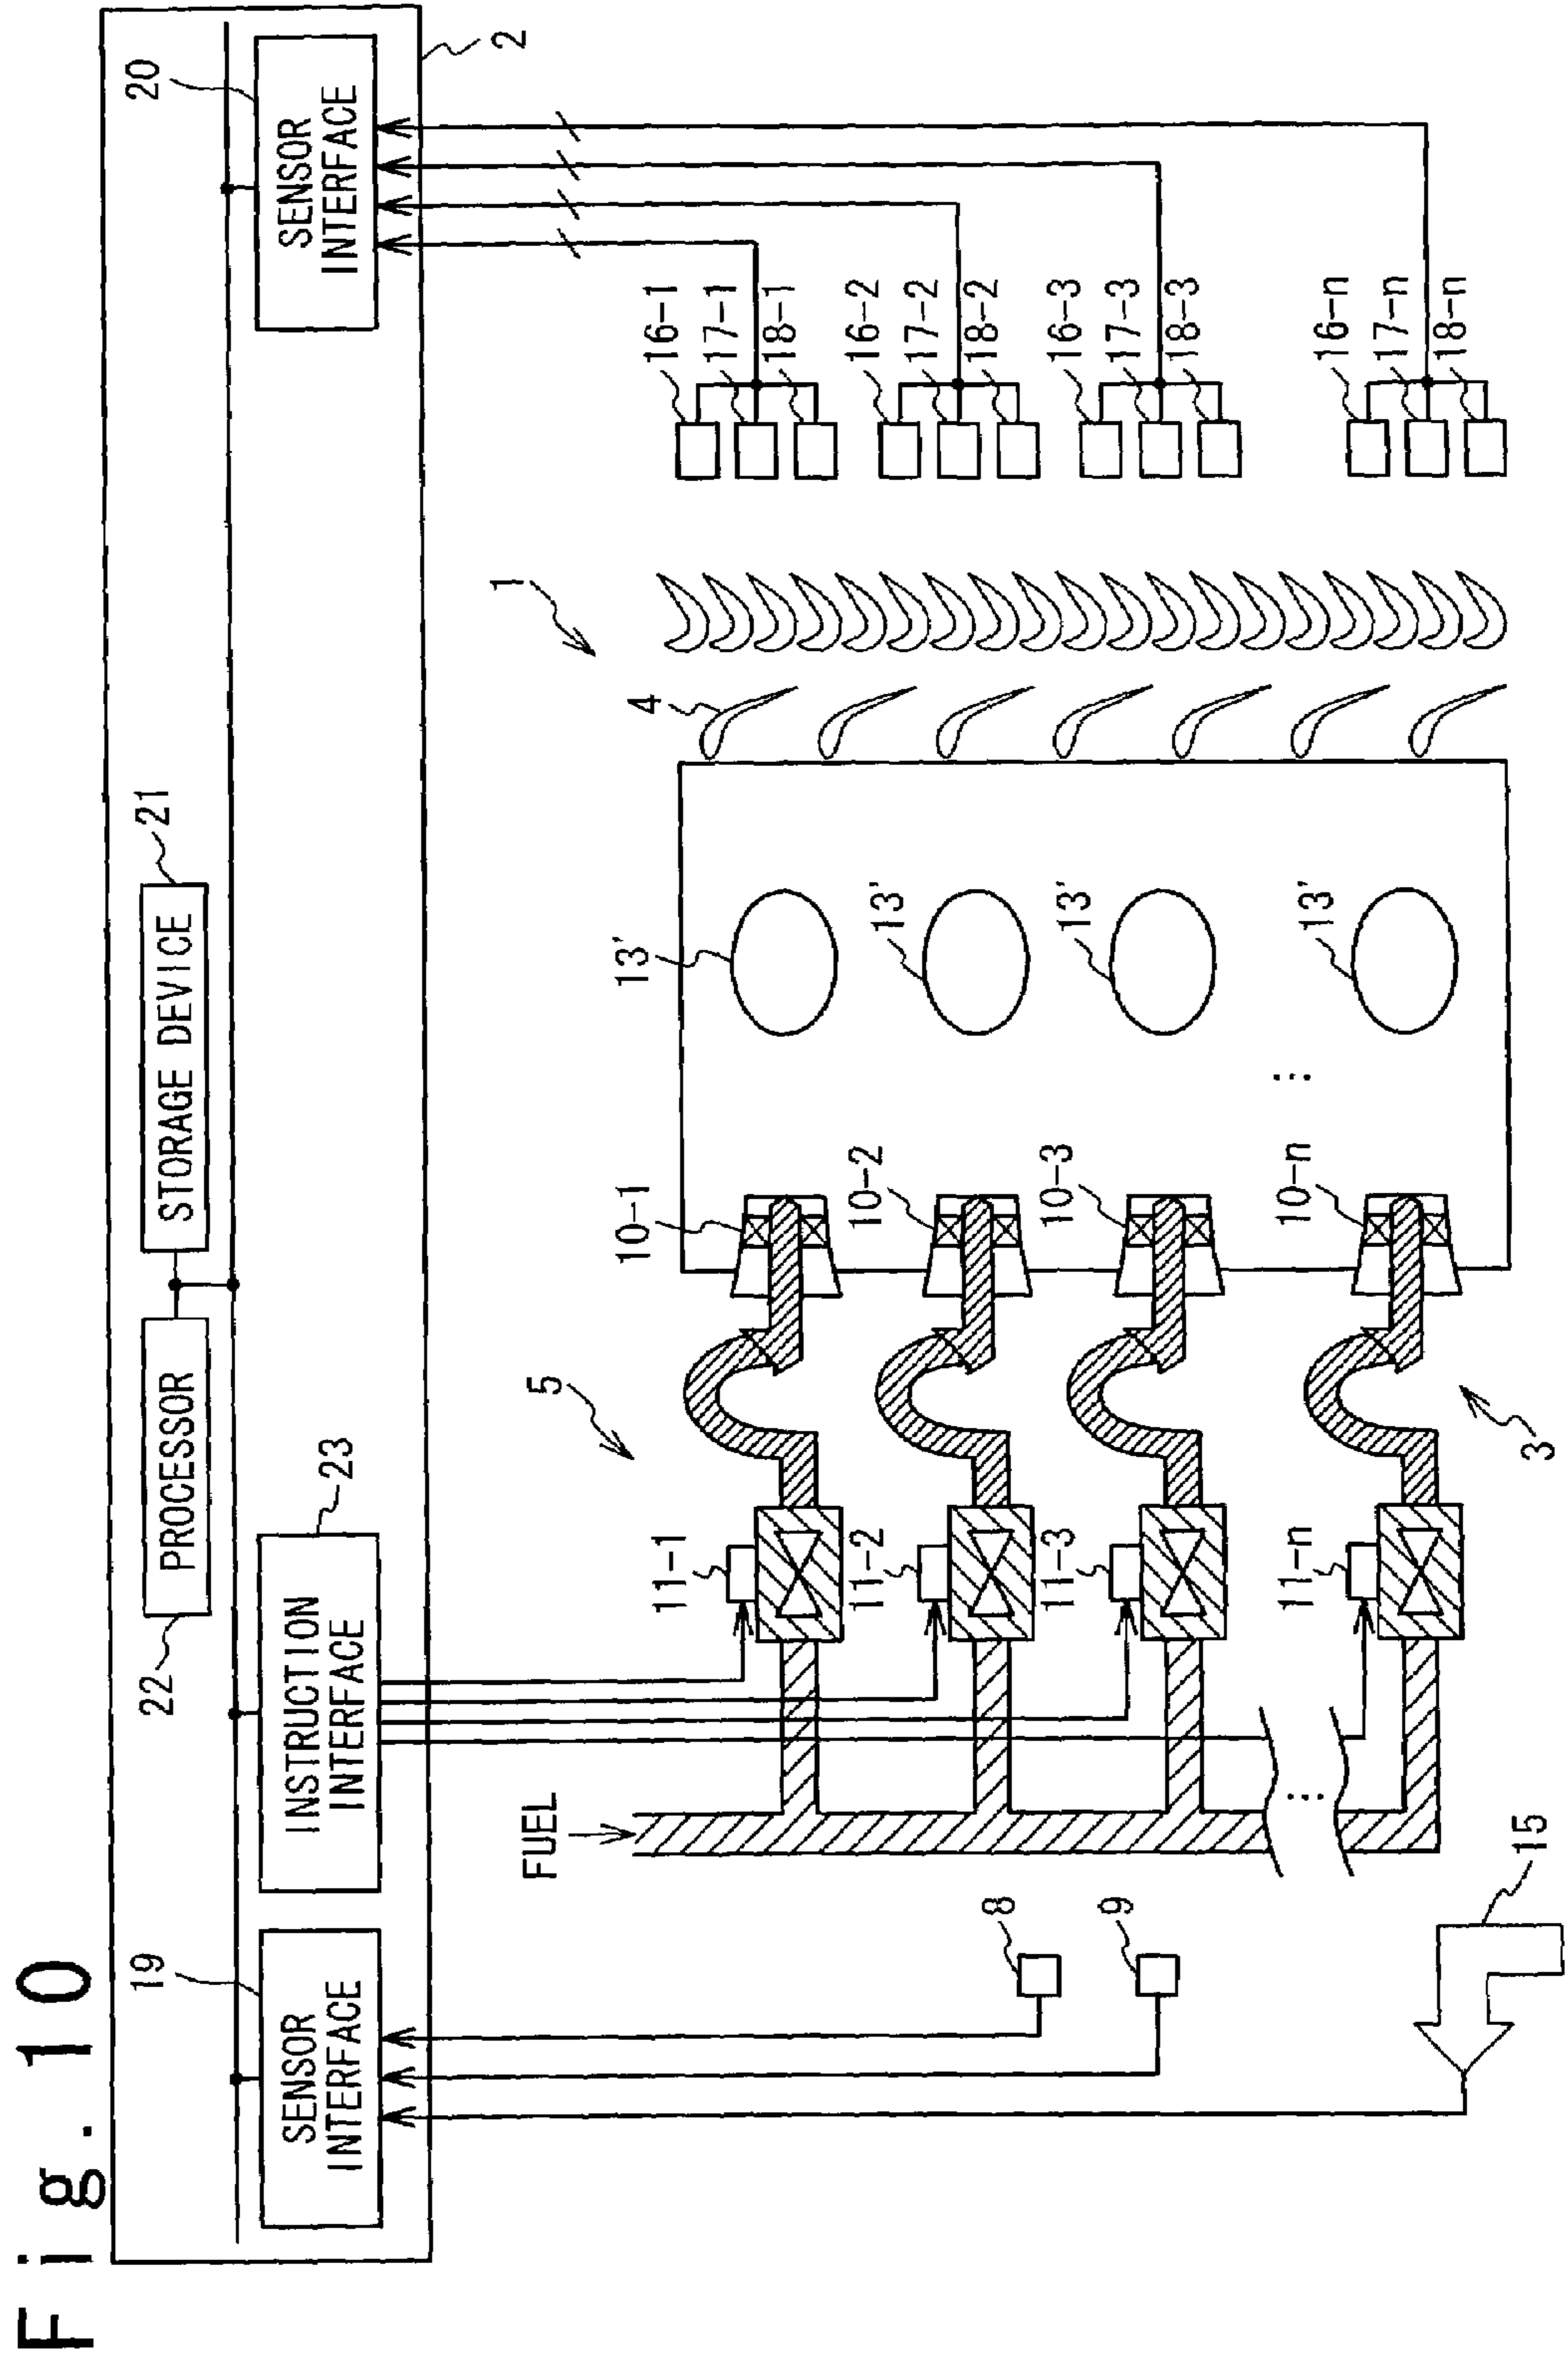 Fig. 10
19
SENSOR
INTERFACE
22
PROCESSOR
INSTRUCTION
INTERFACE
23
STORAGE DEVICE
21
20
SENSOR
INTERFACE
2
8
9
15
FUEL
5
3
11-1
11-2
11-3
11-n
10-1
10-2
10-3
10-n
13'
13'
13'
13'
4
1
16-1
17-1
18-1
16-2
17-2
18-2
16-3
17-3
18-3
16-n
17-n
18-n